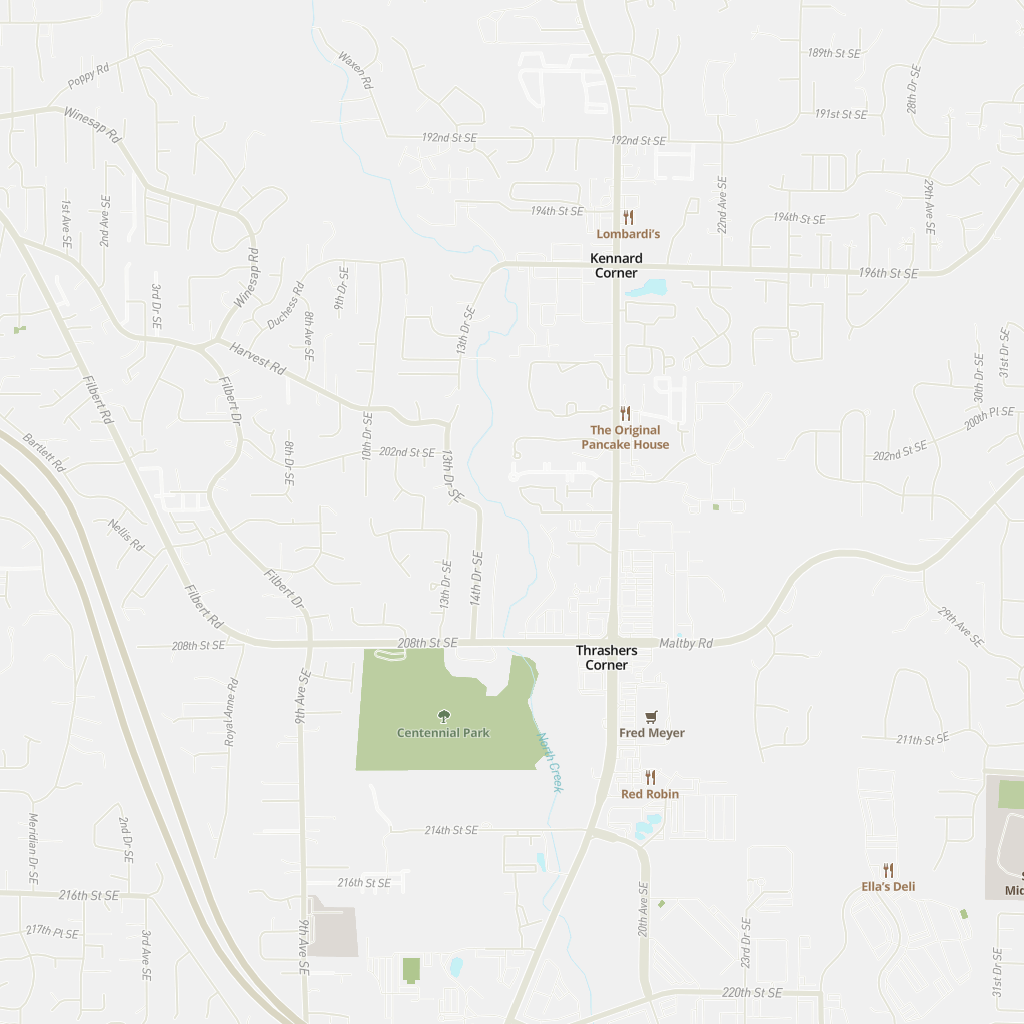 Waxen Rd
189th St SE
Poppy Rd
28th Dr SE
Winesap Rd
191st St SE
192nd St SE
192nd St SE
1st Ave SE
2nd Ave SE
22nd Ave SE
29th Ave SE
194th St SE
194th St SE
Lombardi's
Kennard
Corner
196th St SE
Winesap Rd
3rd Dr SE
9th Dr SE
Duchess Rd
8th Ave SE
13th Dr SE
Harvest Rd
31st Dr SE
30th Dr SE
Filbert Rd
Filbert Dr
200th Pl SE
The Original
Pancake House
10th Dr SE
Bartlett Rd
8th Dr SE
202nd St SE
202nd St SE
13th Dr SE
Nellis Rd
14th Dr SE
13th Dr SE
Filbert Rd
Filbert Dr
29th Ave SE
208th St SE
208th St SE
Maltby Rd
Thrashers
Corner
9th Ave SE
Royal Anne Rd
Centennial Park
Fred Meyer
North Creek
211th St SE
Red Robin
Meridian Dr SE
2nd Dr SE
214th St SE
216th St SE
216th St SE
Ella's Deli
S
Mid
20th Ave SE
217th Pl SE
3rd Ave SE
9th Ave SE
23rd Dr SE
31st Dr SE
220th St SE